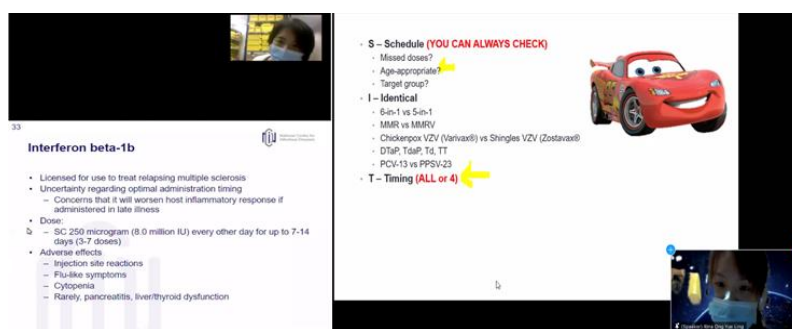 33
Interferon beta-1b
• Licensed for use to treat relapsing multiple sclerosis
• Uncertainty regarding optimal administration timing
– Concerns that it will worsen host inflammatory response if
administered in late illness
• Dose:
– SC 250 microgram (8.0 million IU) every other day for up to 7-14
days (3-7 doses)
• Adverse effects
– Injection site reactions
– Flu-like symptoms
– Cytopenia
– Rarely, pancreatitis, liver/thyroid dysfunction
• S – Schedule (YOU CAN ALWAYS CHECK)
• Missed doses?
• Age-appropriate?
• Target group?
• I – Identical
• 6-in-1 vs 5-in-1
• MMR vs MMRV
• Chickenpox VZV (Varivax®) vs Shingles VZV (Zostavax®
• DTaP, TdaP, Td, TT
• PCV-13 vs PPSV-23
• T – Timing (ALL or 4)